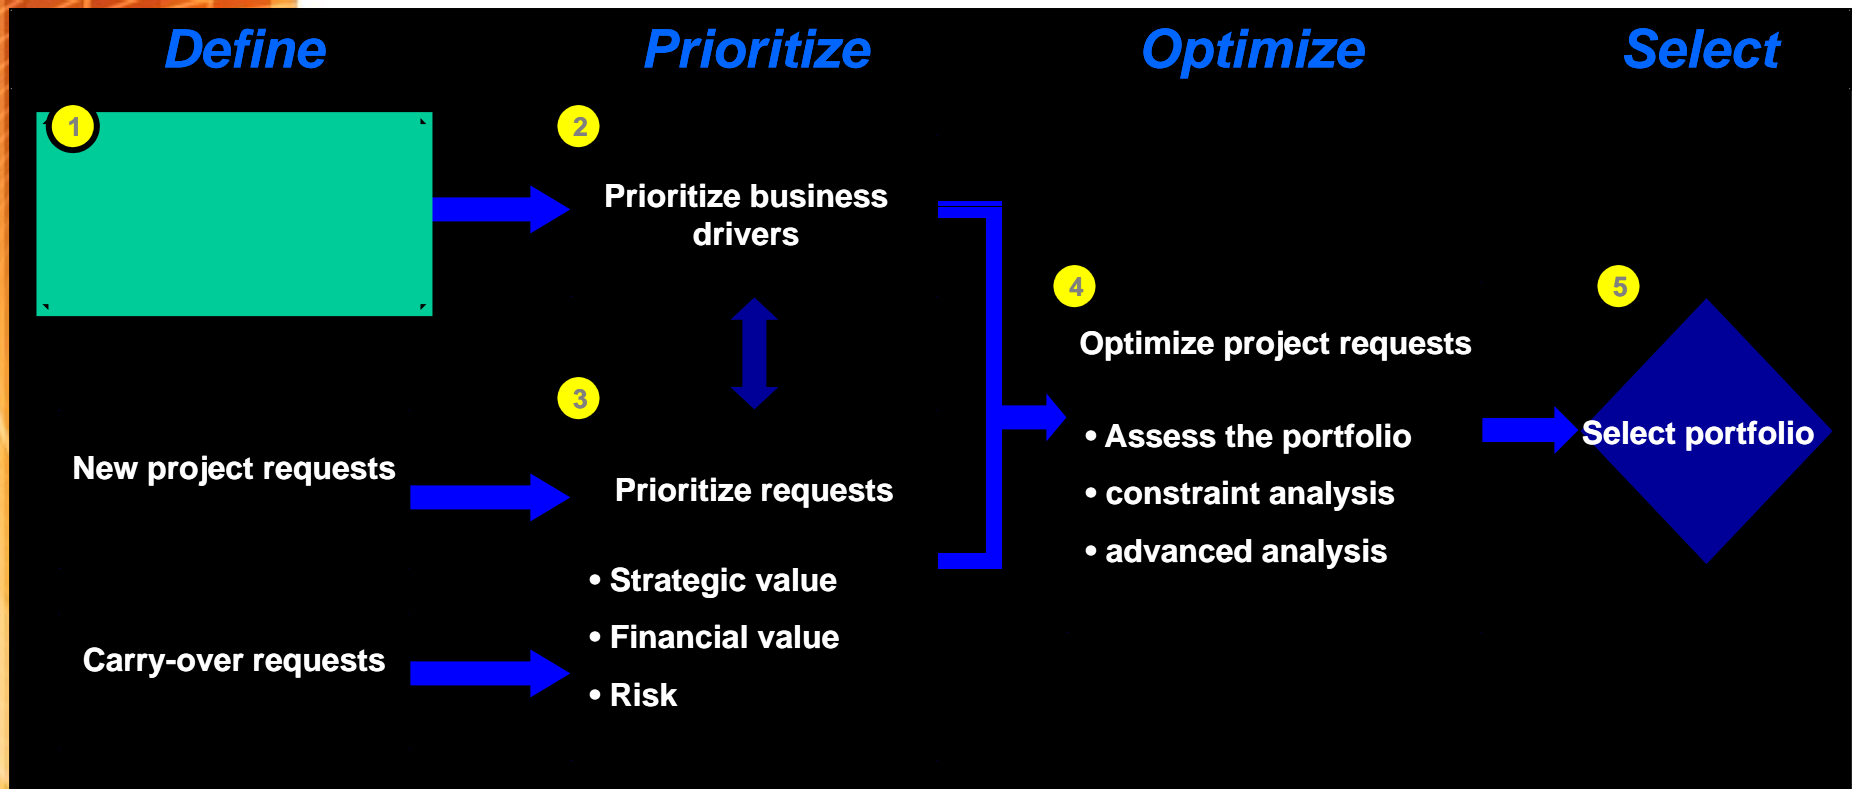 Define
Prioritize
Optimize
Select
1
2
Prioritize business
drivers
3
New project requests
Prioritize requests
Carry-over requests
• Strategic value
• Financial value
• Risk
4
Optimize project requests
• Assess the portfolio
• constraint analysis
• advanced analysis
5
Select portfolio